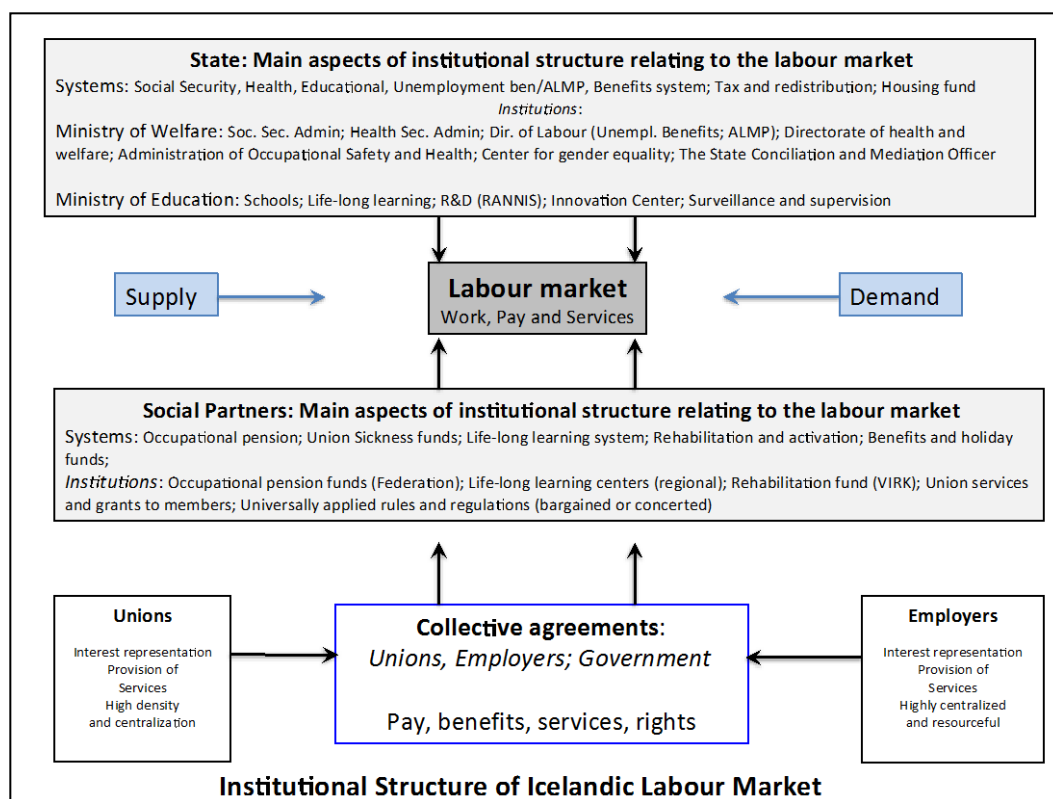 State: Main aspects of institutional structure relating to the labour market
Systems: Social Security, Health, Educational, Unemployment ben/ALMP, Benefits system; Tax and redistribution; Housing fund
Institutions:
Ministry of Welfare: Soc. Sec. Admin; Health Sec. Admin; Dir. of Labour (Unempl. Benefits; ALMP); Directorate of health and
welfare; Administration of Occupational Safety and Health; Center for gender equality; The State Conciliation and Mediation Officer
Ministry of Education: Schools; Life-long learning; R&D (RANNIS); Innovation Center; Surveillance and supervision
Supply
Labour market
Work, Pay and Services
Demand
Social Partners: Main aspects of institutional structure relating to the labour market
Systems: Occupational pension; Union Sickness funds; Life-long learning system; Rehabilitation and activation; Benefits and holiday
funds;
Institutions: Occupational pension funds (Federation); Life-long learning centers (regional); Rehabilitation fund (VIRK); Union services
and grants to members; Universally applied rules and regulations (bargained or concerted)
Unions
Interest representation
Provision of
Services
High density
and centralization
Collective agreements:
Unions, Employers; Government
Pay, benefits, services, rights
Employers
Interest representation
Provision of
Services
Highly centralized
and resourceful
Institutional Structure of Icelandic Labour Market